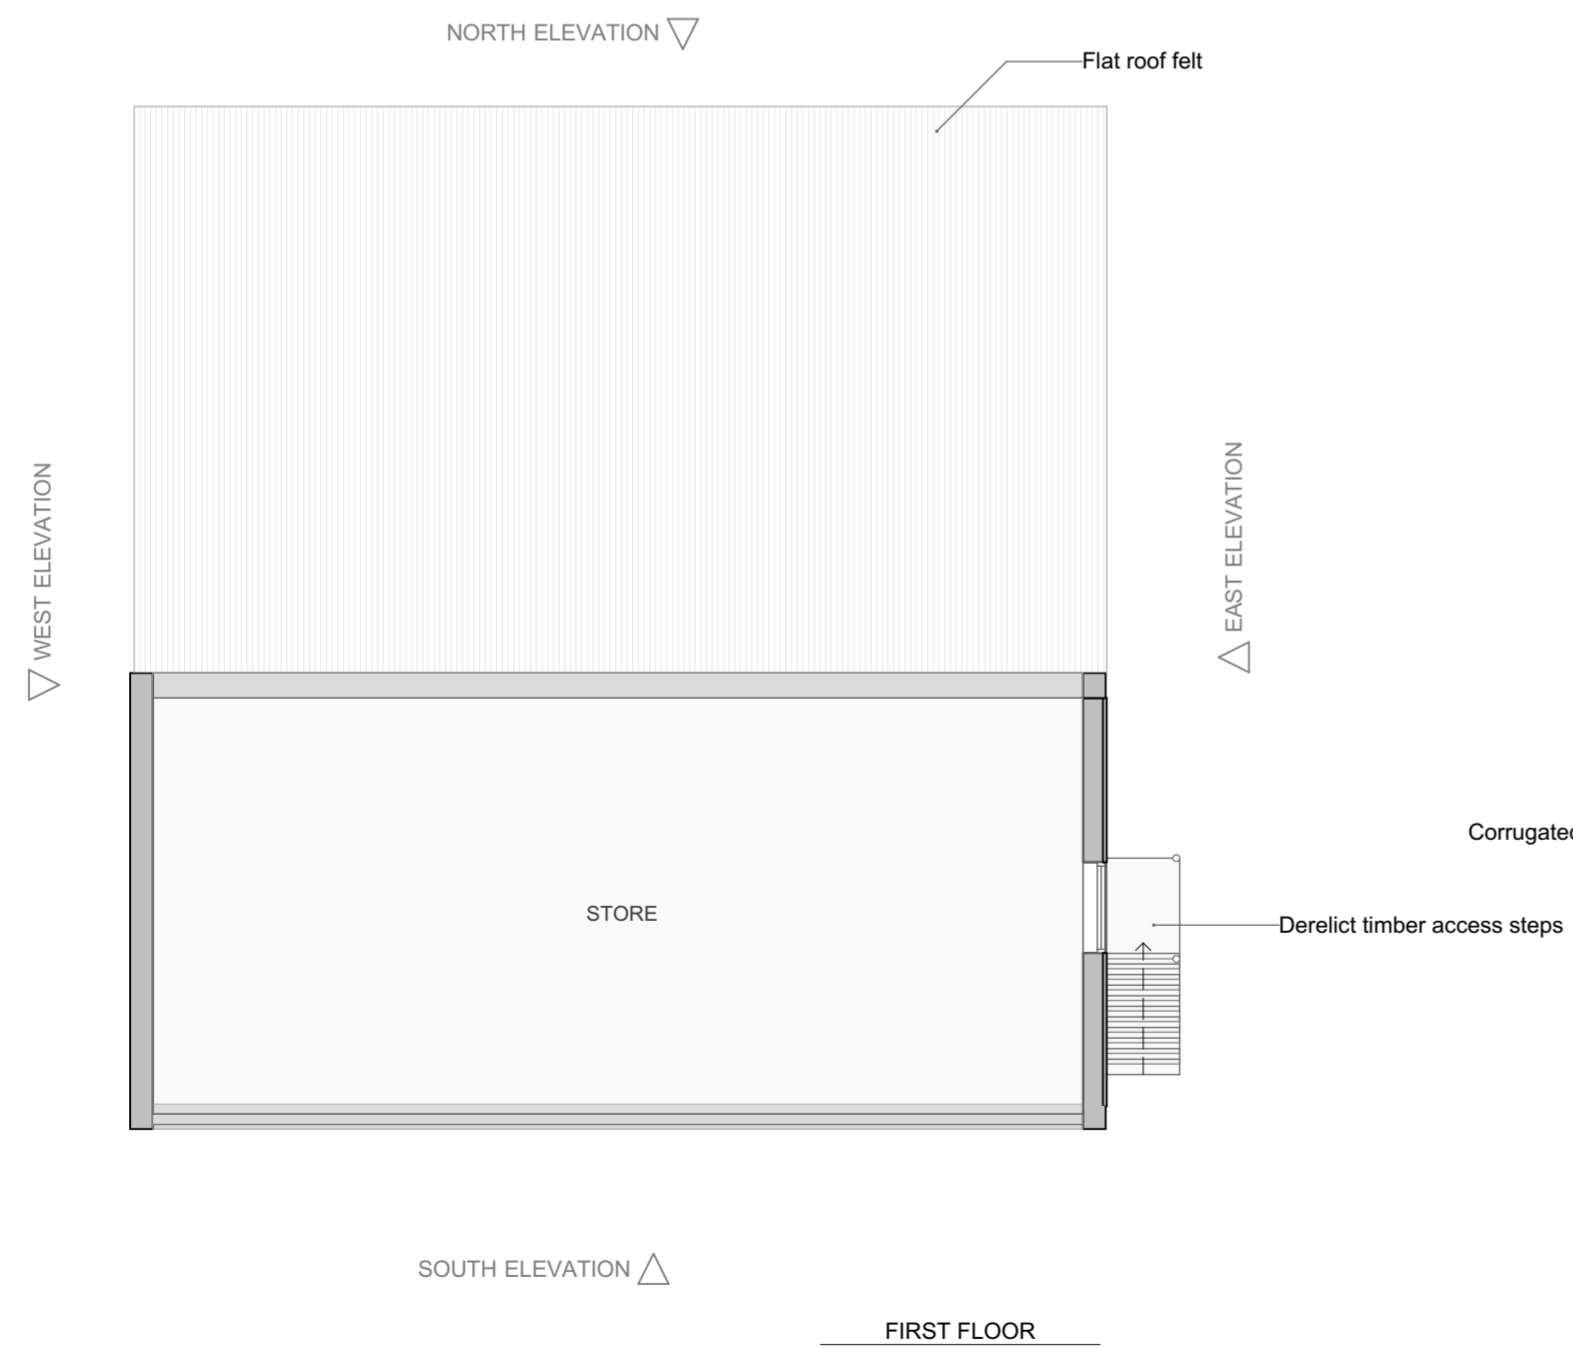 NORTH ELEVATION
Flat roof felt
WEST ELEVATION
EAST ELEVATION
Corrugated
STORE
Derelict timber access steps
SOUTH ELEVATION
FIRST FLOOR